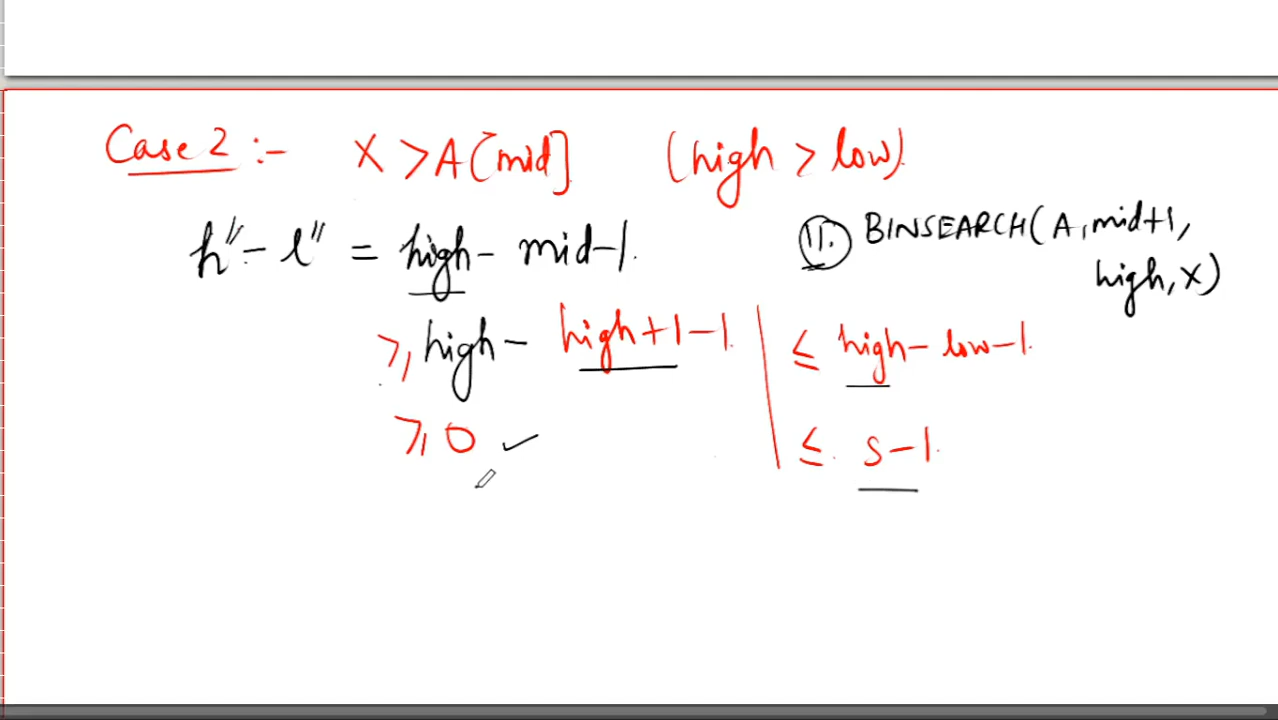 Case 2 :- X > A[mid] (high > low)
h'' - l'' = high - mid - 1.
11. BINSEARCH(A, mid+1,
high, X)
≥ high - high+1 - 1.
≤ high - low - 1.
≥ 0 ✓
≤ s - 1.